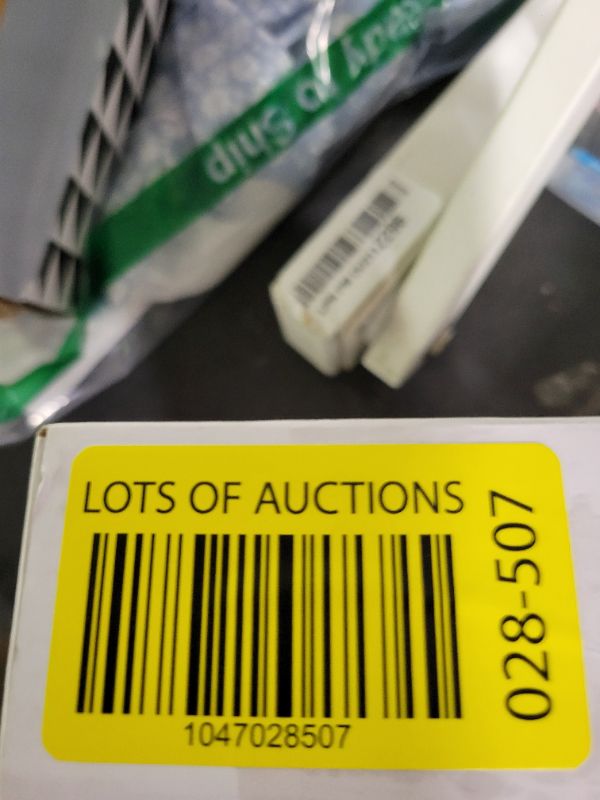 Ready to Ship
LOTS OF AUCTIONS
028-507
1047028507